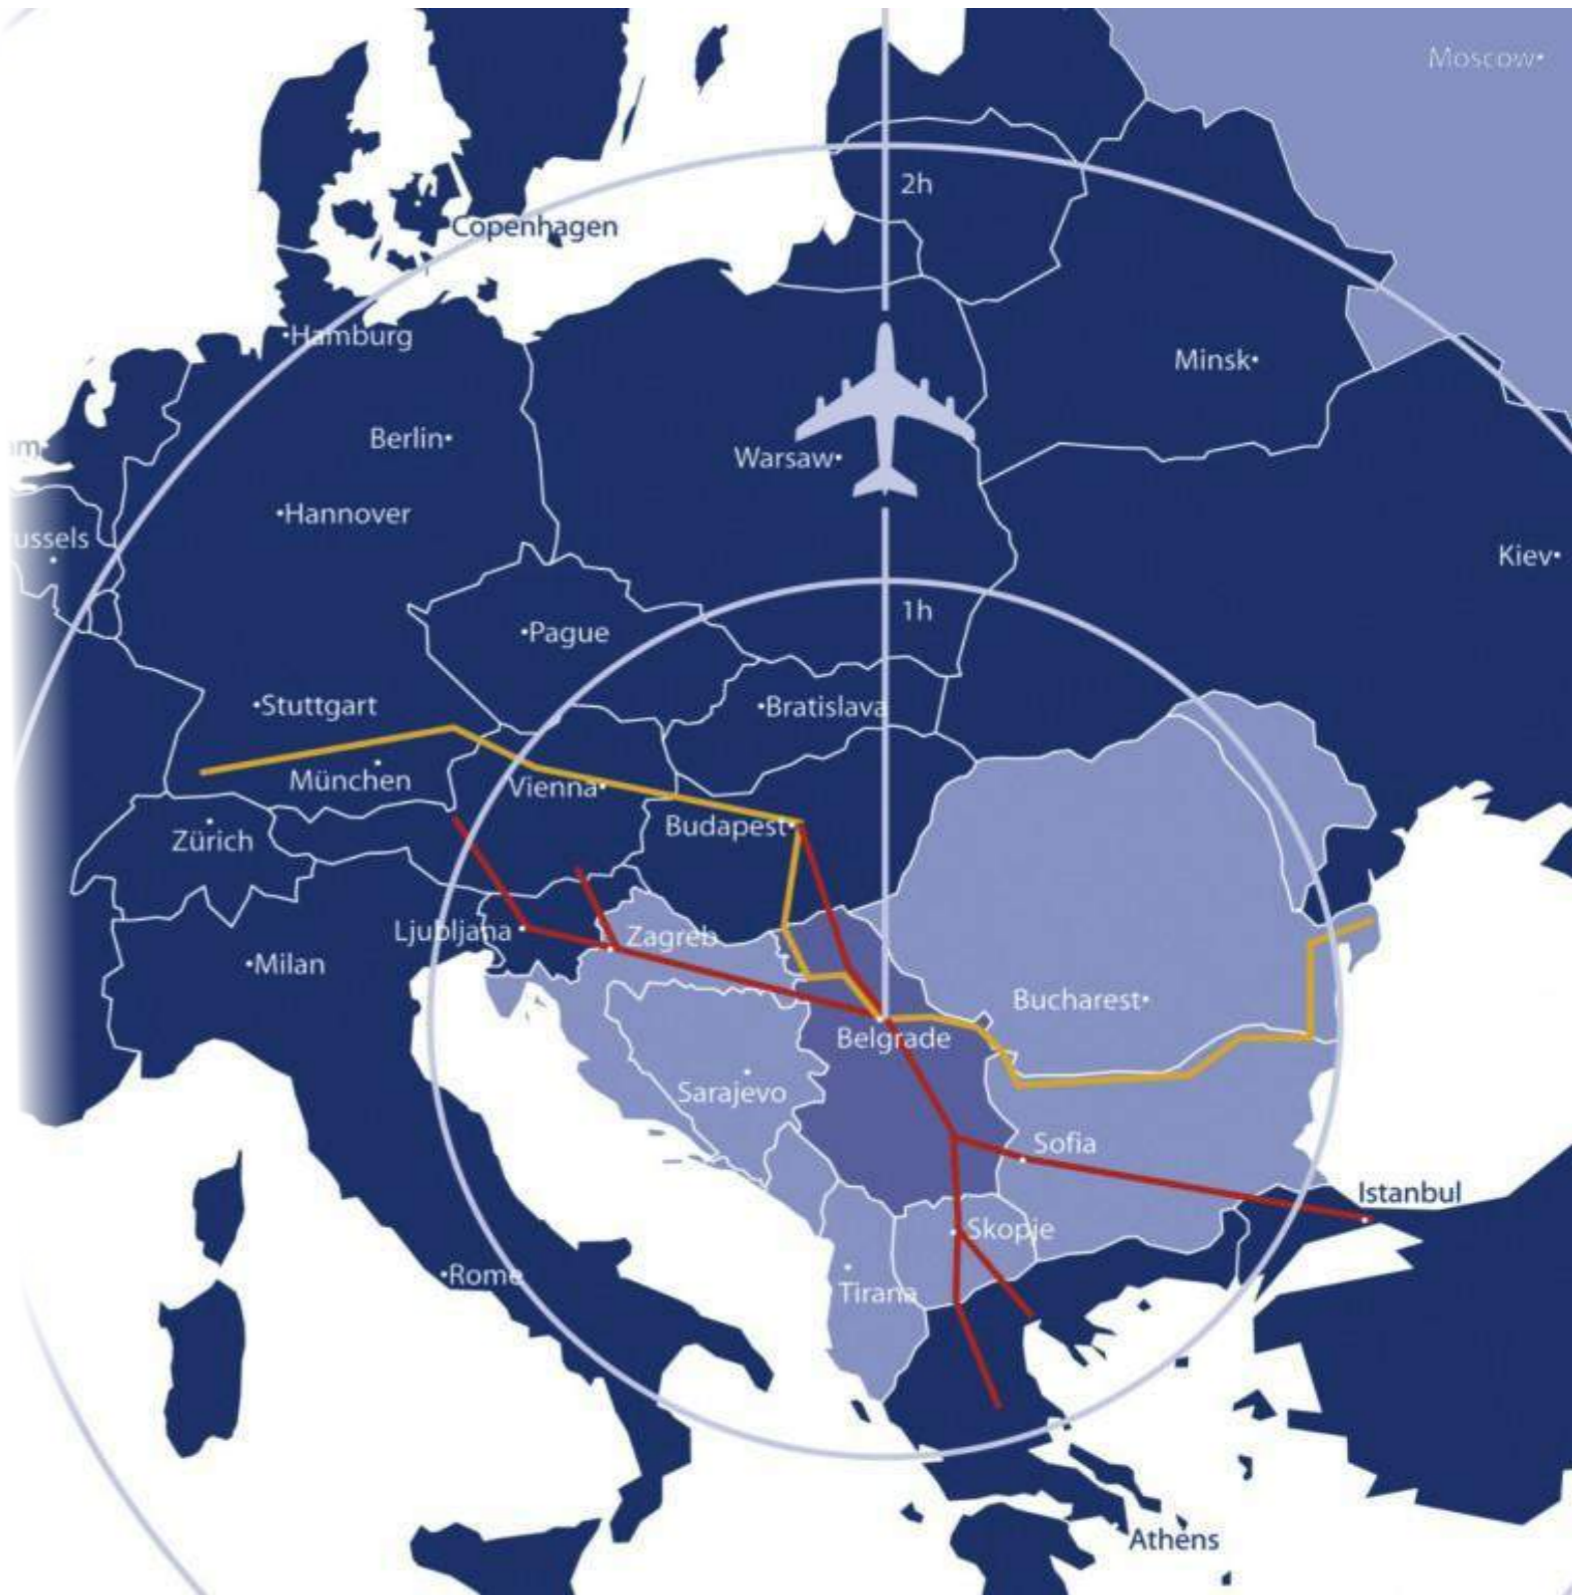 Moscow
2h
Copenhagen
Hamburg
Minsk
Berlin
Warsaw
Hannover
ussels
Kiev
1h
Pague
Stuttgart
Bratislava
München
Vienna
Zürich
Budapest
Ljubljana
Zagreb
Milan
Bucharest
Belgrade
Sarajevo
Sofia
Istanbul
Skopje
Rome
Tirana
Athens